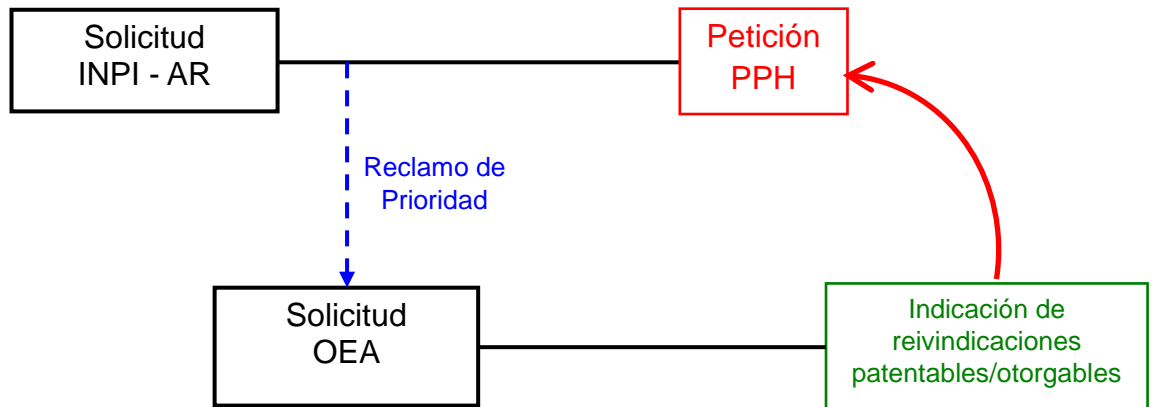 Solicitud
INPI - AR
Petición
PPH
Reclamo de
Prioridad
Solicitud
OEA
Indicación de
reivindicaciones
patentables/otorgables